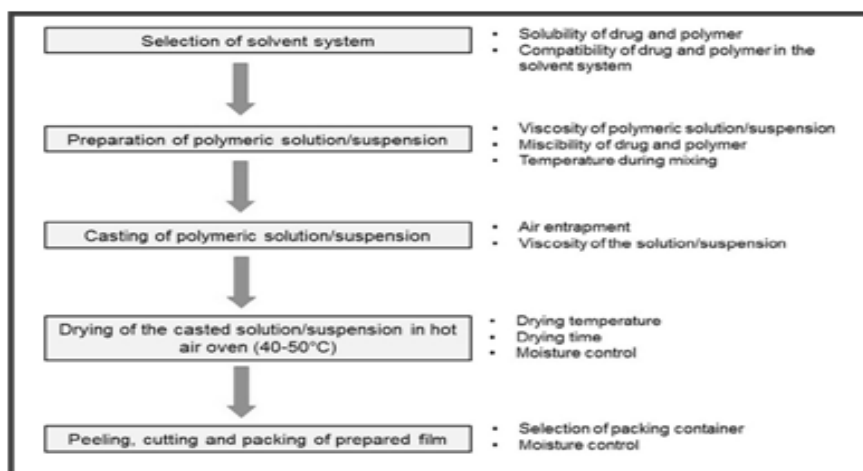 Selection of solvent system
• Solubility of drug and polymer
• Compatibility of drug and polymer in the
solvent system
Preparation of polymeric solution/suspension
• Viscosity of polymeric solution/suspension
• Miscibility of drug and polymer
• Temperature during mixing
Casting of polymeric solution/suspension
• Air entrapment
• Viscosity of the solution/suspension
Drying of the casted solution/suspension in hot
air oven (40-50°C)
• Drying temperature
• Drying time
• Moisture control
Peeling, cutting and packing of prepared film
• Selection of packing container
• Moisture control